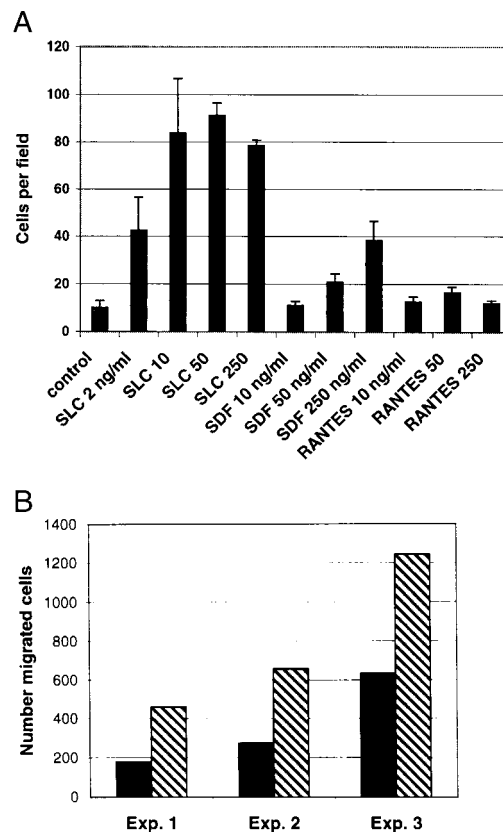 A
120
100
80
60
40
20
0
Cells per field
control
SLC 2 ng/ml
SLC 10
SLC 50
SLC 250
SDF 10 ng/ml
SDF 50 ng/ml
SDF 250 ng/ml
RANTES 10 ng/ml
RANTES 50
RANTES 250
B
1400
1200
1000
800
600
400
200
0
Number migrated cells
Exp. 1
Exp. 2
Exp. 3